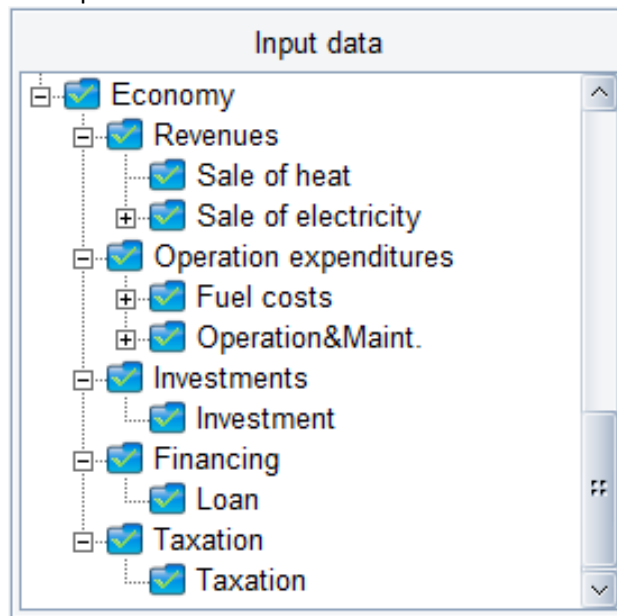 Input data
Economy
Revenues
Sale of heat
Sale of electricity
Operation expenditures
Fuel costs
Operation&Maint.
Investments
Investment
Financing
Loan
Taxation
Taxation